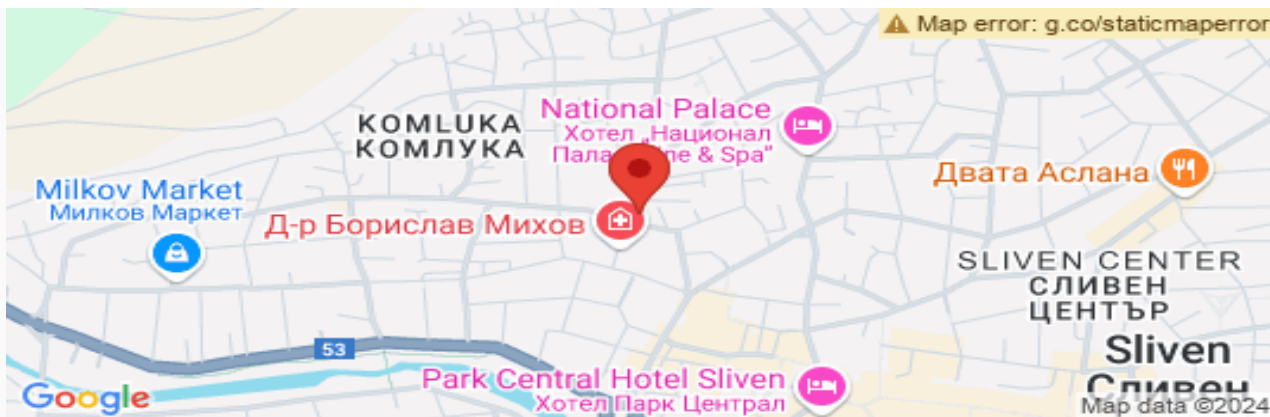 Map error: g.co/staticmaperror
National Palace
Хотел „Национал
KOMLUKA
КОМЛУКА
Двата Аслана
Milkov Market
Милков Маркет
Д-р Борислав Михов
SLIVEN CENTER
СЛИВЕН
ЦЕНТЪР
53
Sliven
Сливен
Park Central Hotel Sliven
Хотел Парк Централ
Google
Map data ©2024